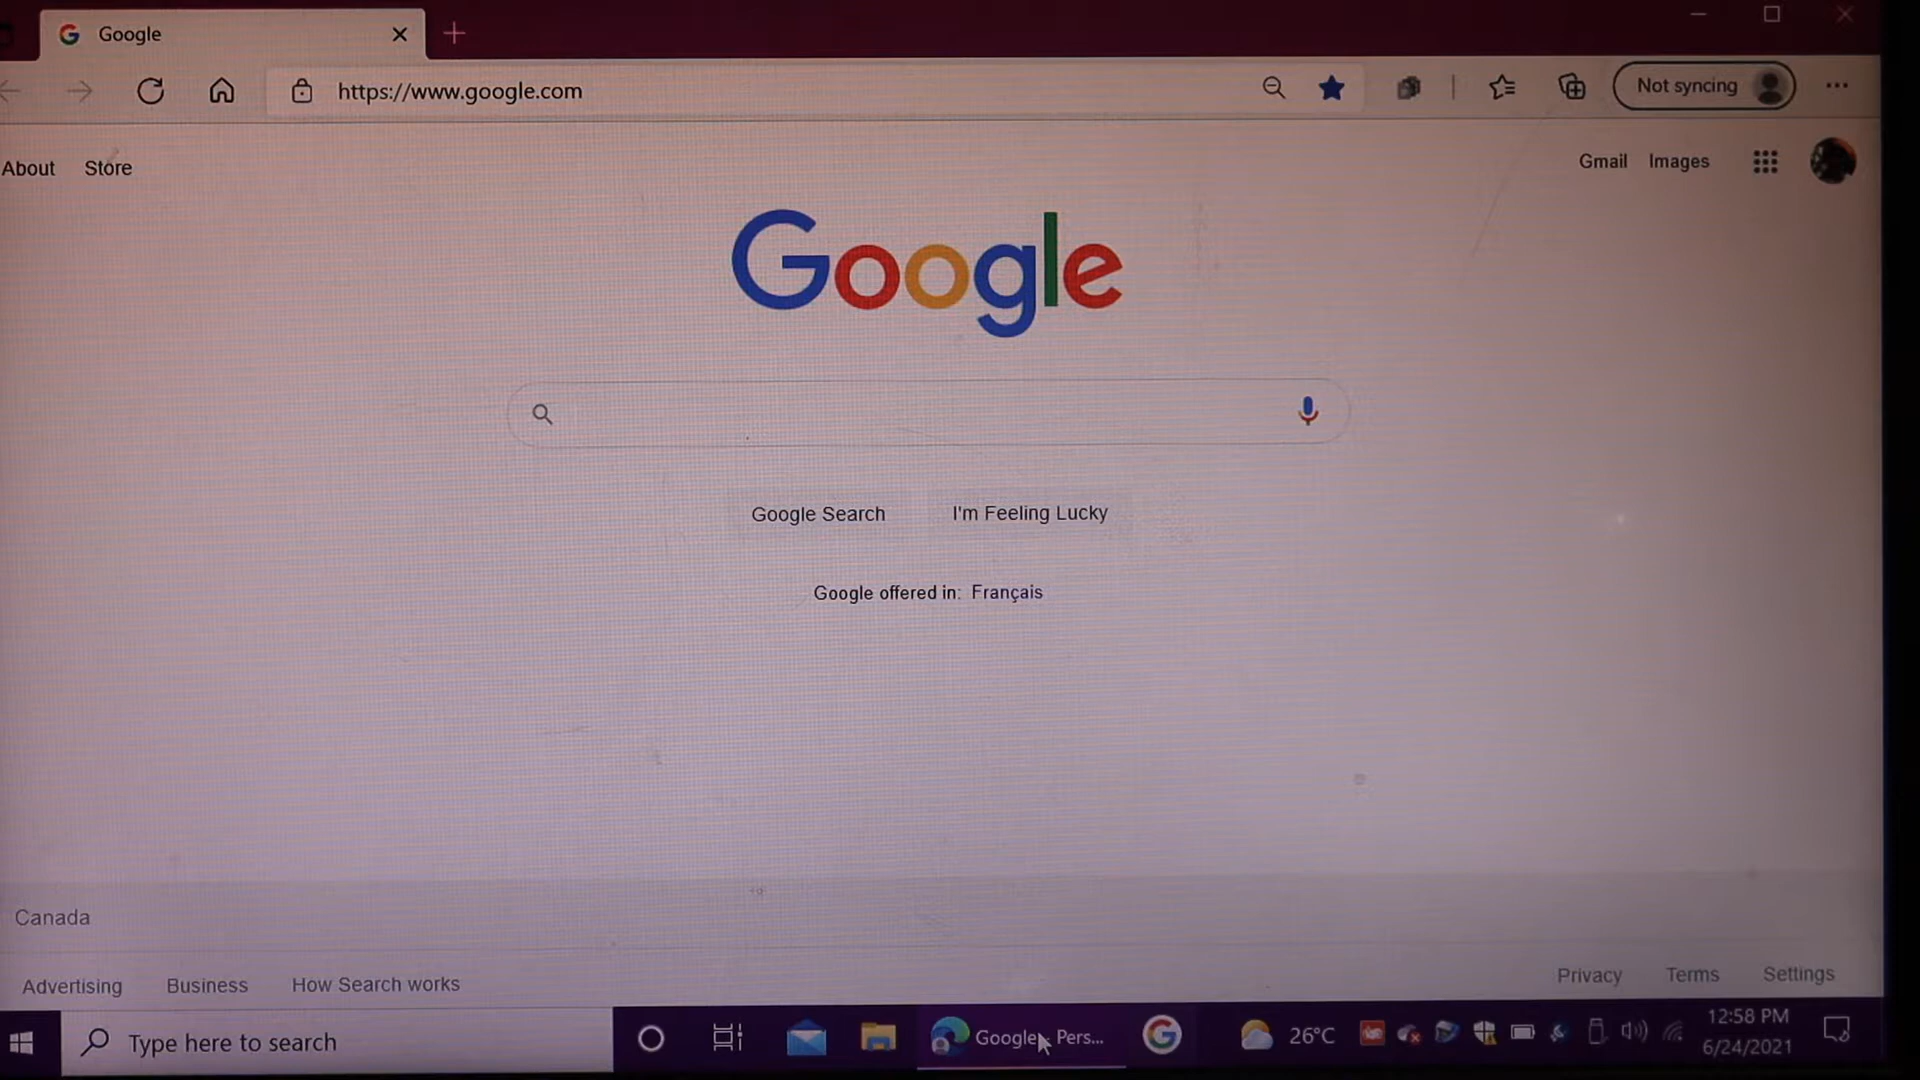 Google
https://www.google.com
Not syncing
About Store
Gmail Images
Google
Google Search I'm Feeling Lucky
Google offered in: Français
Canada
Advertising Business How Search works
Privacy Terms Settings
Type here to search
Google - Pers...
26°C
12:58 PM
6/24/2021